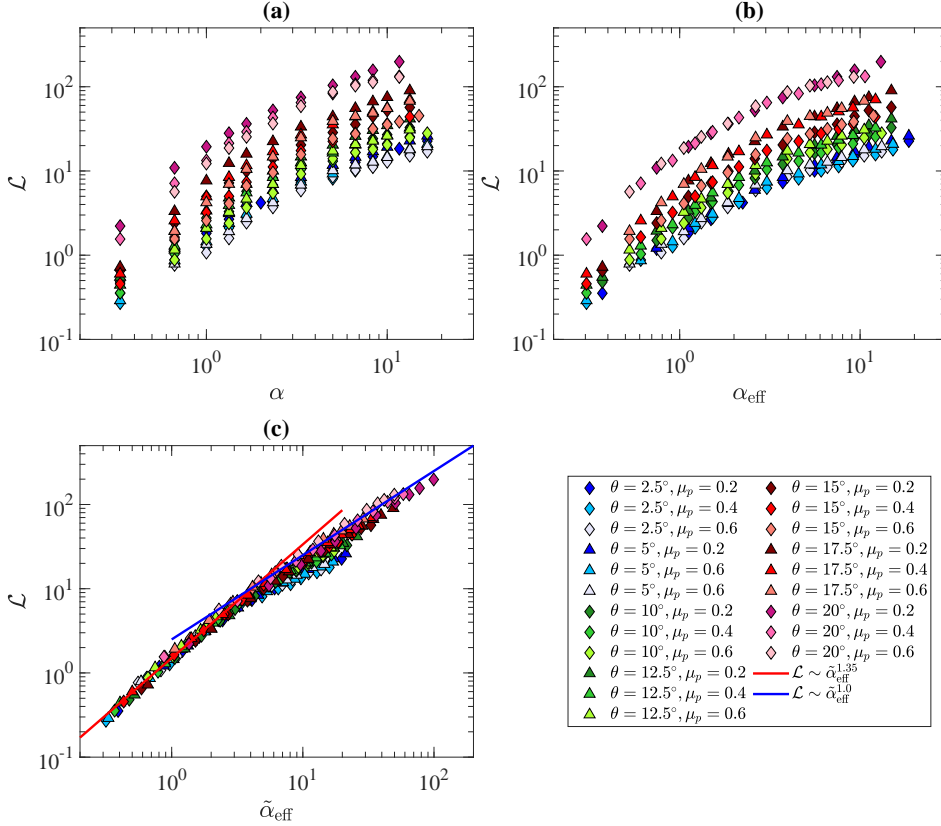 (a)
10^2
10^1
10^0
10^-1
ℒ
10^0
10^1
α
(b)
10^2
10^1
10^0
10^-1
ℒ
10^0
10^1
α_eff
(c)
10^2
10^1
10^0
10^-1
ℒ
10^0
10^1
10^2
α̃_eff
θ = 2.5°, μ_p = 0.2
θ = 2.5°, μ_p = 0.4
θ = 2.5°, μ_p = 0.6
θ = 5°, μ_p = 0.2
θ = 5°, μ_p = 0.6
θ = 5°, μ_p = 0.6
θ = 10°, μ_p = 0.2
θ = 10°, μ_p = 0.4
θ = 10°, μ_p = 0.6
θ = 12.5°, μ_p = 0.2
θ = 12.5°, μ_p = 0.4
θ = 12.5°, μ_p = 0.6
θ = 15°, μ_p = 0.2
θ = 15°, μ_p = 0.4
θ = 15°, μ_p = 0.6
θ = 17.5°, μ_p = 0.2
θ = 17.5°, μ_p = 0.4
θ = 17.5°, μ_p = 0.6
θ = 20°, μ_p = 0.2
θ = 20°, μ_p = 0.4
θ = 20°, μ_p = 0.6
ℒ ∼ α̃_eff^1.35
ℒ ∼ α̃_eff^1.0